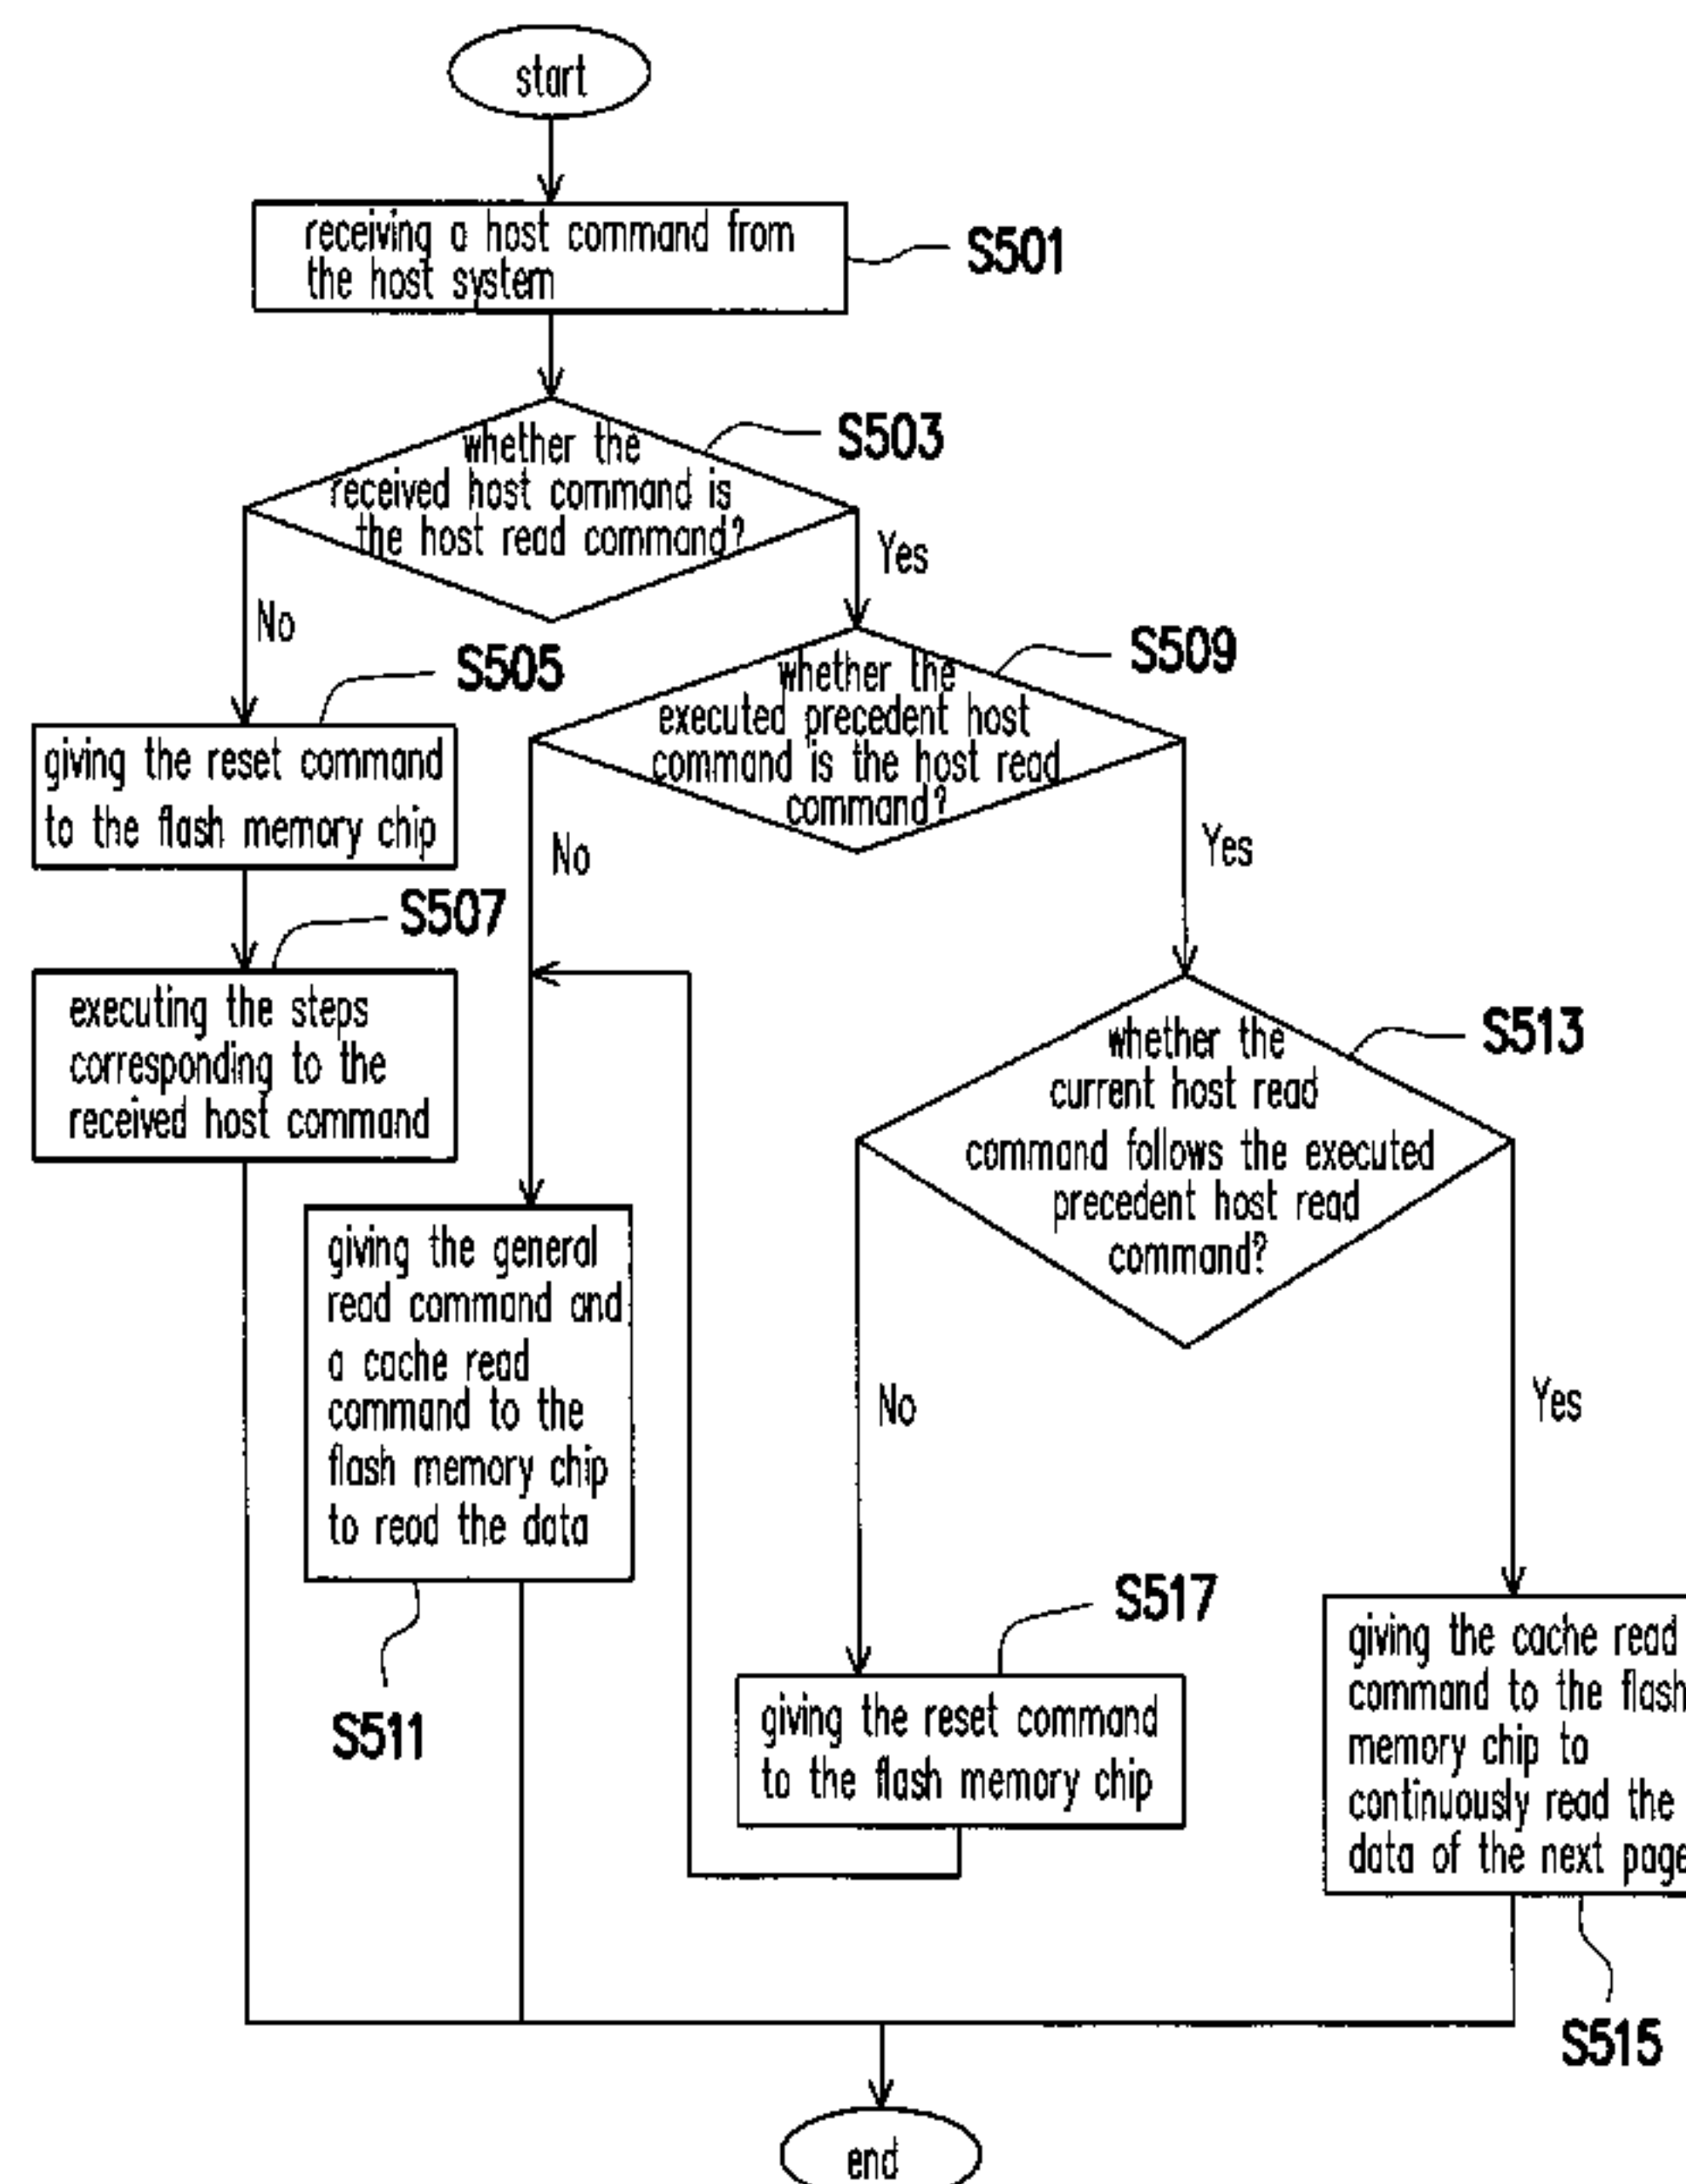 start
receiving a host command from
the host system
S501
whether the
received host command is
the host read command?
S503
Yes
No
S505
giving the reset command
to the flash memory chip
S507
executing the steps
corresponding to the
received host command
whether the
executed precedent host
command is the host read
command?
S509
No
Yes
giving the general
read command and
a cache read
command to the
flash memory chip
to read the data
S511
whether the
current host read
command follows the executed
precedent host read
command?
S513
No
Yes
S517
giving the reset command
to the flash memory chip
giving the cache read
command to the flash
memory chip to
continuously read the
data of the next page
S515
end